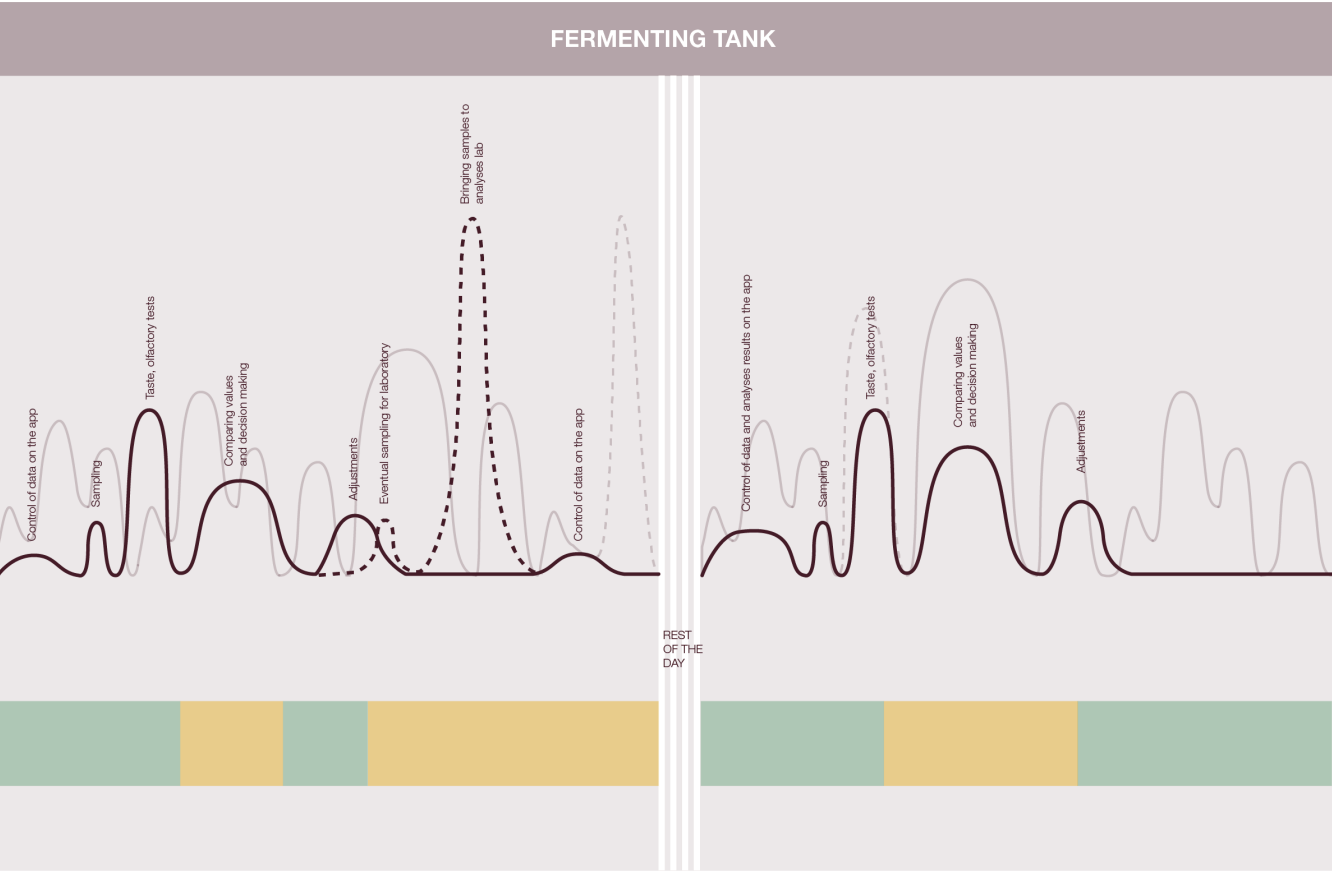 FERMENTING TANK
Control of data on the app
Sampling
Taste, olfactory tests
Comparing values
and decision making
Adjustments
Eventual sampling for laboratory
Bringing samples to
analyses lab
Control of data on the app
REST
OF THE
DAY
Control of data and analyses results on the app
Sampling
Taste, olfactory tests
Comparing values
and decision making
Adjustments